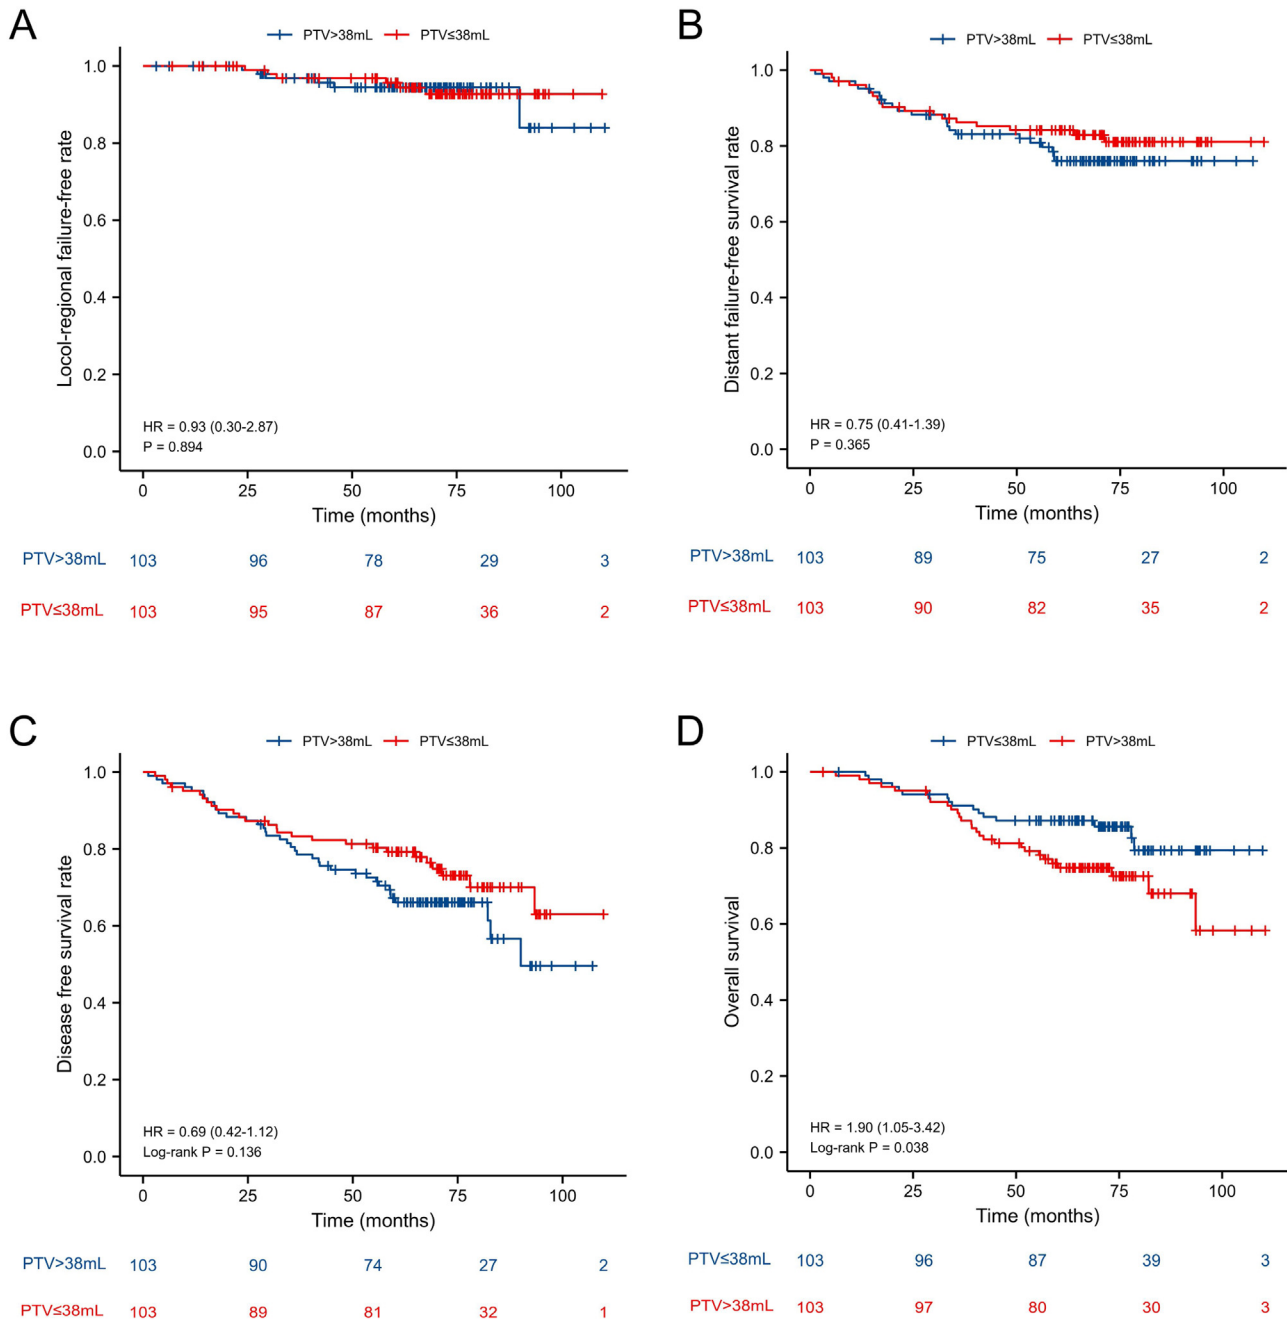 A
PTV>38mL PTV≤38mL
1.0
0.8
0.6
0.4
0.2
0.0
Locol-regional failure-free rate
HR = 0.93 (0.30-2.87)
P = 0.894
0 25 50 75 100
Time (months)
PTV>38mL 103 96 78 29 3
PTV≤38mL 103 95 87 36 2
B
PTV>38mL PTV≤38mL
1.0
0.8
0.6
0.4
0.2
0.0
Distant failure-free survival rate
HR = 0.75 (0.41-1.39)
P = 0.365
0 25 50 75 100
Time (months)
PTV>38mL 103 89 75 27 2
PTV≤38mL 103 90 82 35 2
C
PTV>38mL PTV≤38mL
1.0
0.8
0.6
0.4
0.2
0.0
Disease free survival rate
HR = 0.69 (0.42-1.12)
Log-rank P = 0.136
0 25 50 75 100
Time (months)
PTV>38mL 103 90 74 27 2
PTV≤38mL 103 89 81 32 1
D
PTV≤38mL PTV>38mL
1.0
0.8
0.6
0.4
0.2
0.0
Overall survival
HR = 1.90 (1.05-3.42)
Log-rank P = 0.038
0 25 50 75 100
Time (months)
PTV≤38mL 103 96 87 39 3
PTV>38mL 103 97 80 30 3